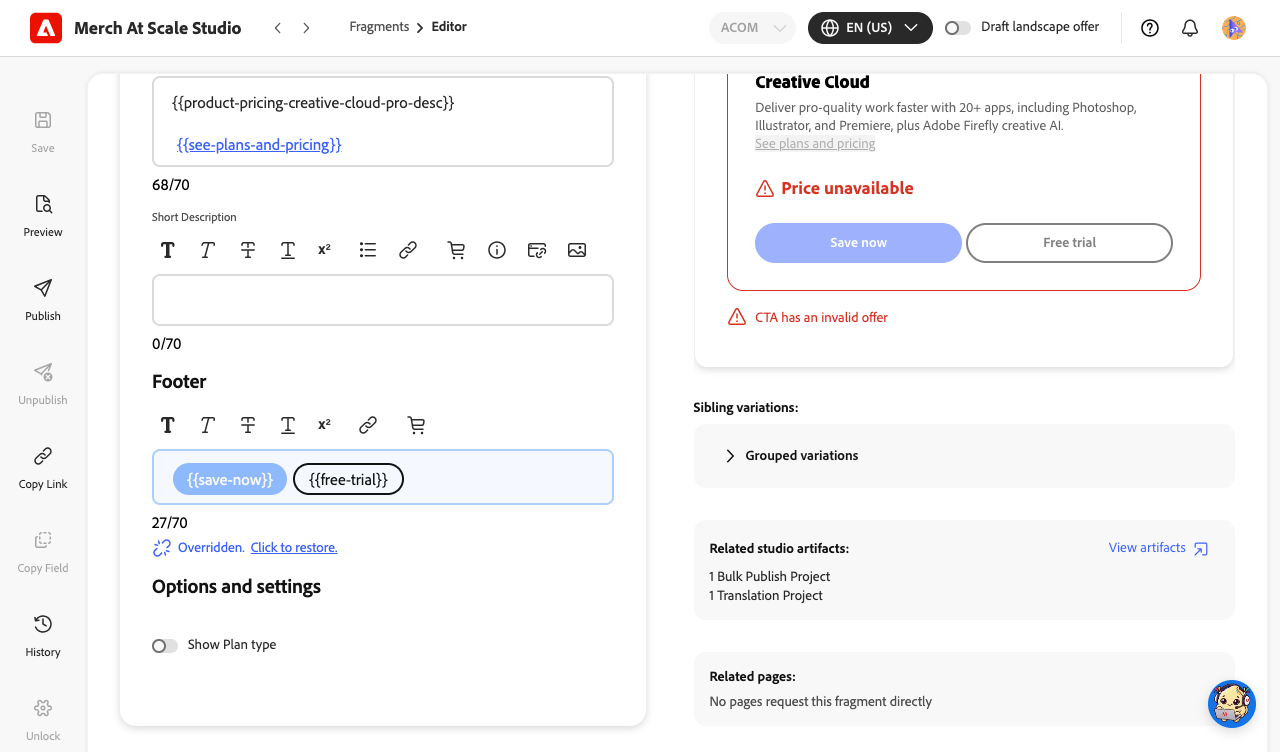 Merch At Scale Studio
Fragments
Editor
ACOM
EN (US)
Draft landscape offer
Save
Preview
Publish
Unpublish
Copy Link
Copy Field
History
Unlock
{{product-pricing-creative-cloud-pro-desc}}
{{see-plans-and-pricing}}
68/70
Short Description
T T T T x²
0/70
Footer
T T T T x²
{{save-now}} {{free-trial}}
27/70
Overridden. Click to restore.
Options and settings
Show Plan type
Creative Cloud
Deliver pro-quality work faster with 20+ apps, including Photoshop,
Illustrator, and Premiere, plus Adobe Firefly creative AI.
See plans and pricing
Price unavailable
Save now
Free trial
CTA has an invalid offer
Sibling variations:
Grouped variations
Related studio artifacts:
View artifacts
1 Bulk Publish Project
1 Translation Project
Related pages:
No pages request this fragment directly